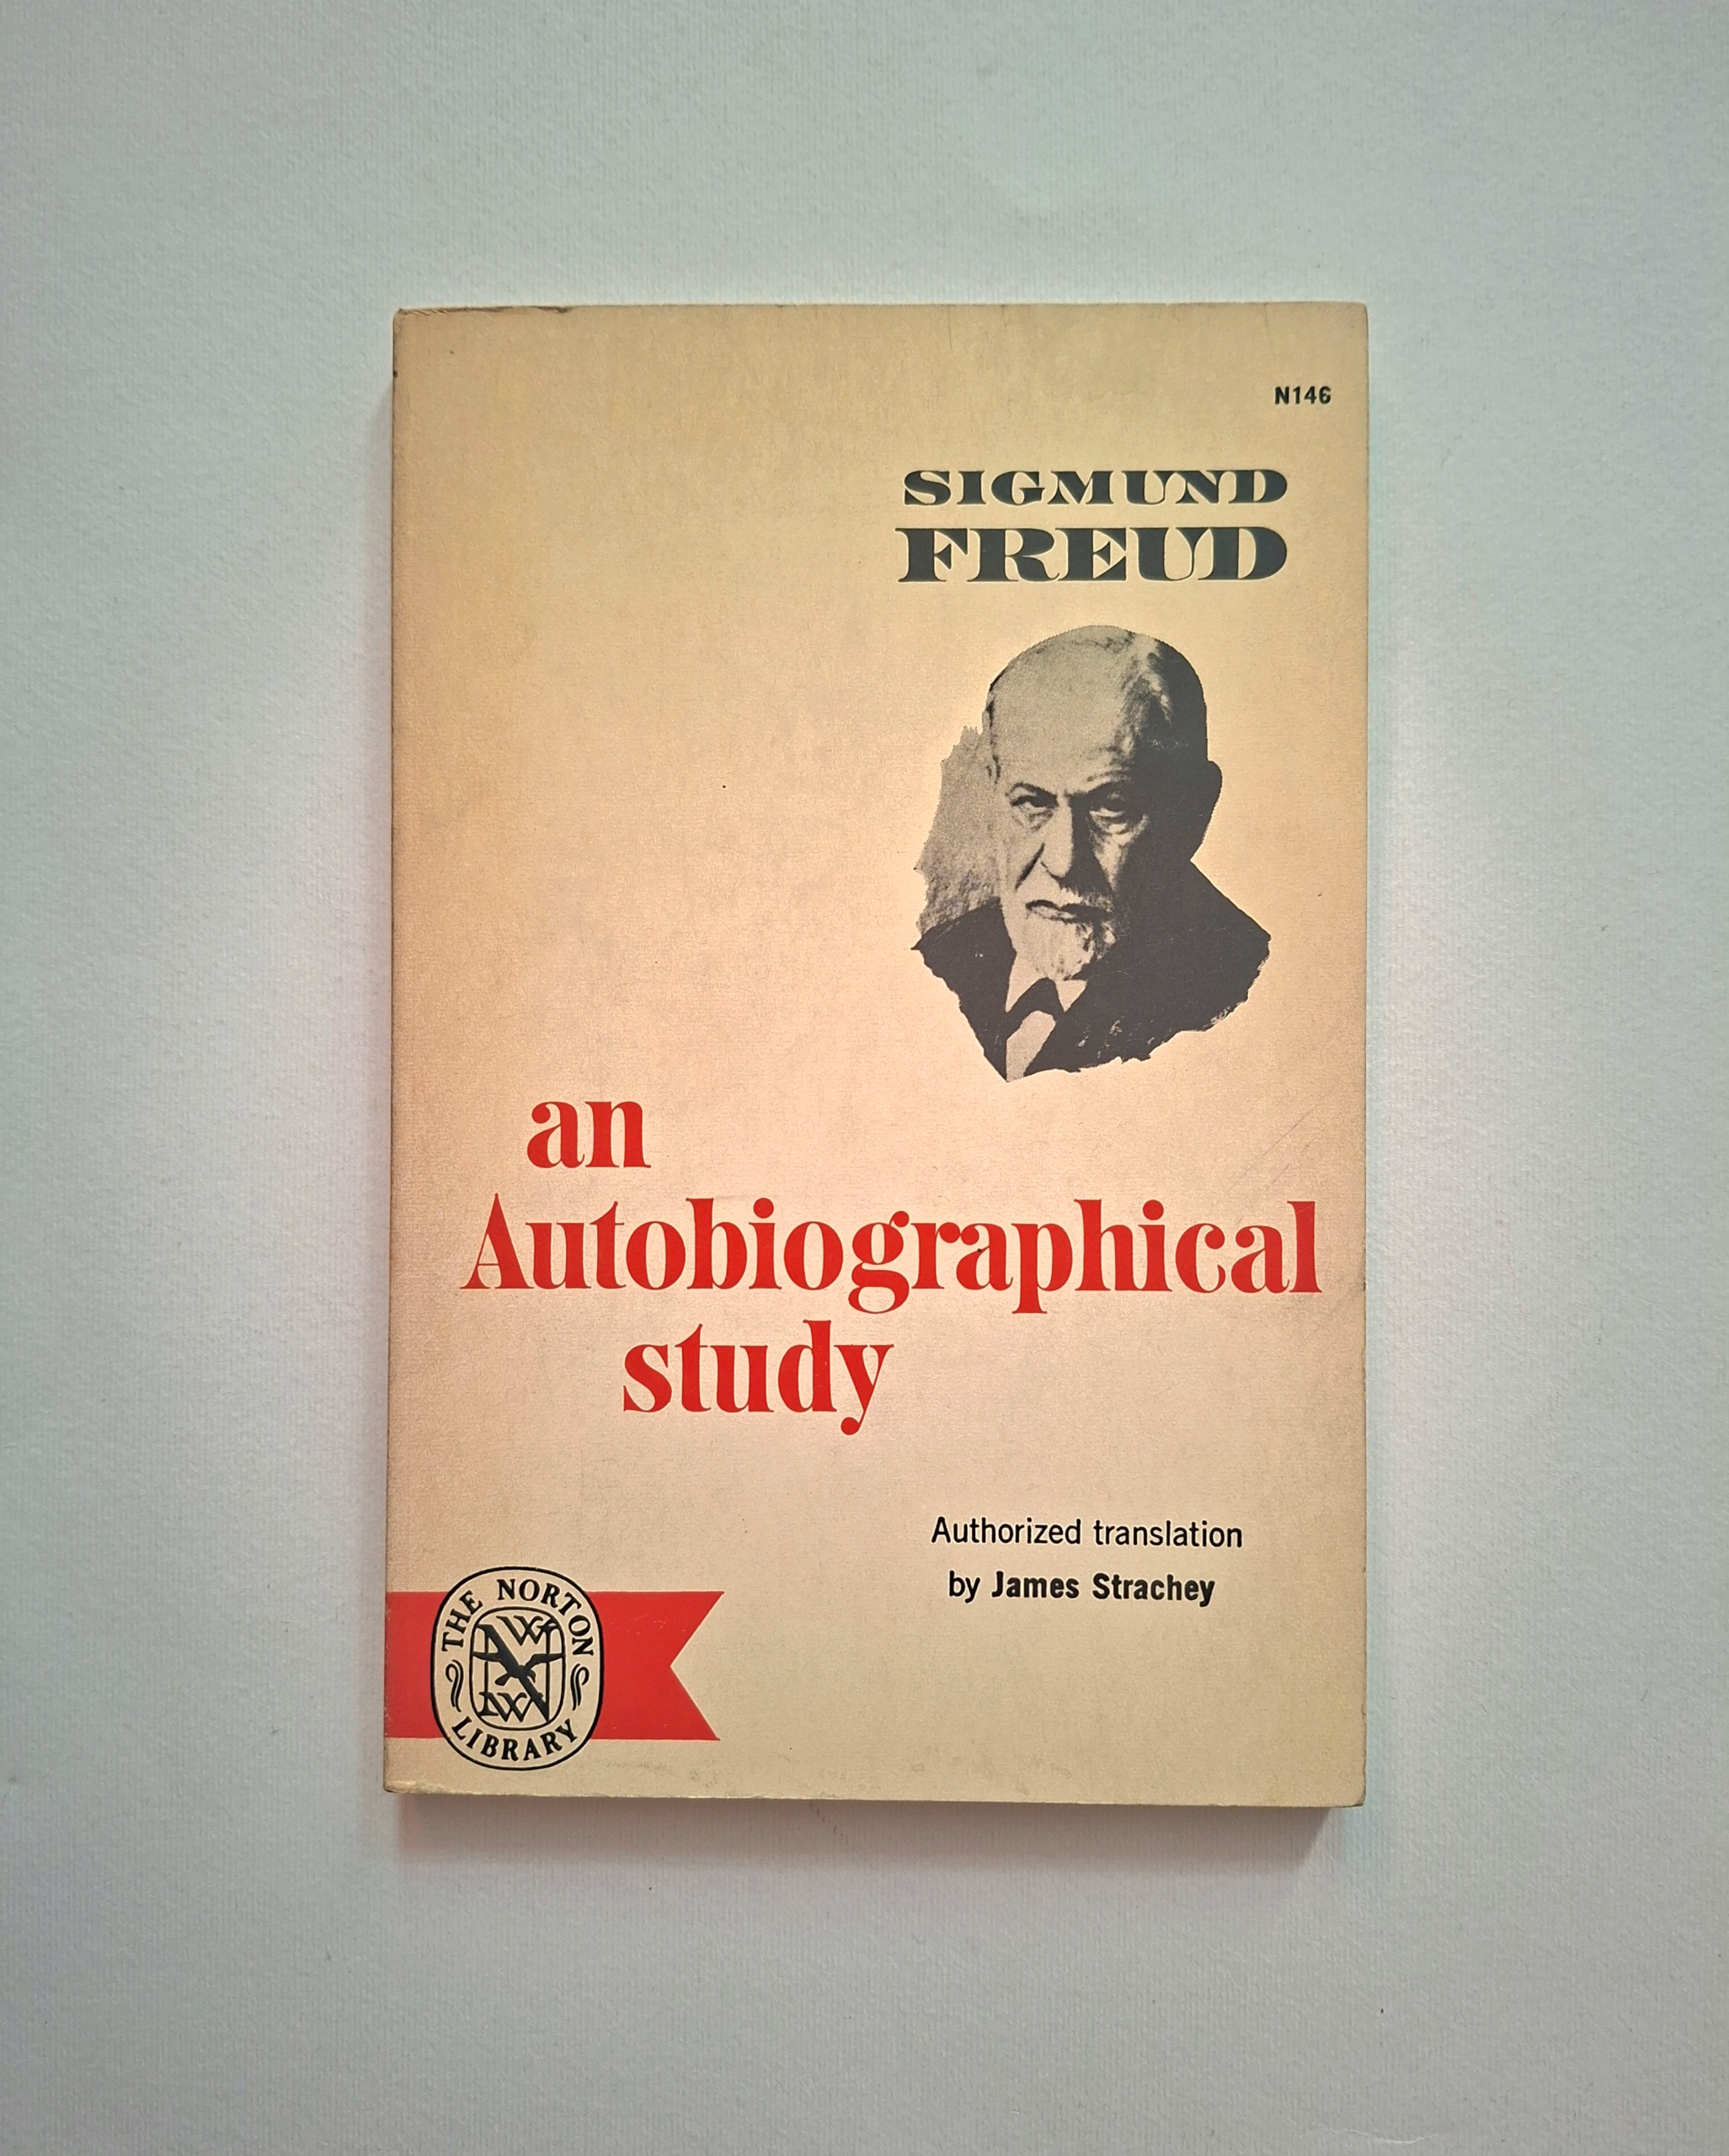 N146
SIGMUND
FREUD
an
Autobiographical
study
Authorized translation
by James Strachey
THE NORTON
LIBRARY